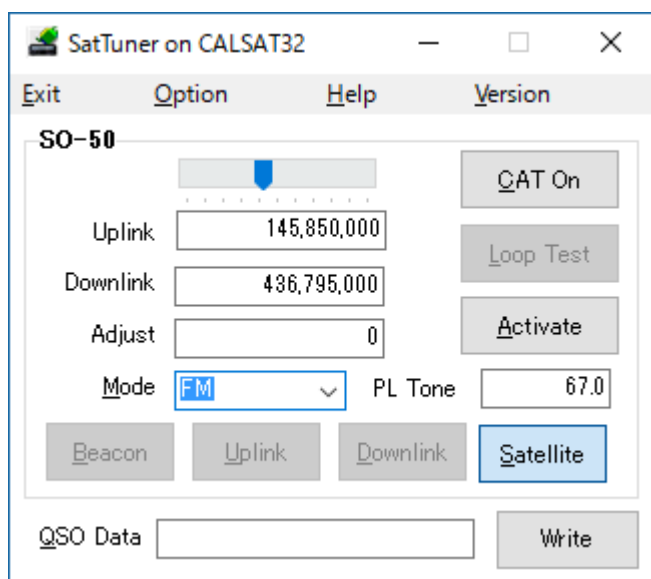 SatTuner on CALSAT32
Exit Option Help Version
SO-50
CAT On
Uplink 145,850,000
Loop Test
Downlink 436,795,000
Adjust 0
Activate
Mode FM PL Tone 67.0
Beacon Uplink Downlink Satellite
QSO Data Write